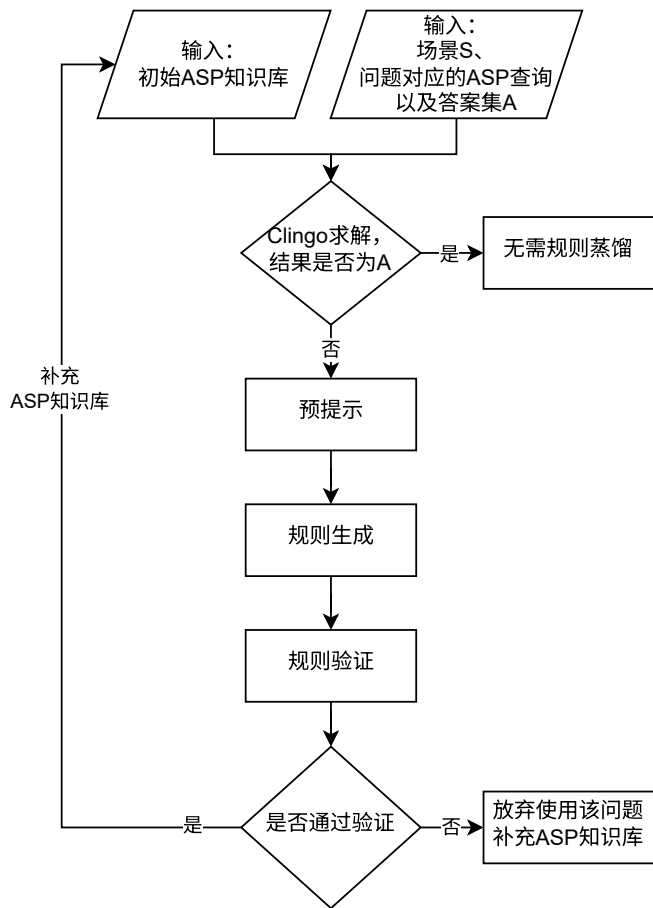 输入：
初始ASP知识库
输入：
场景S、
问题对应的ASP查询
以及答案集A
Clingo求解，
结果是否为A
是
无需规则蒸馏
否
预提示
补充
ASP知识库
规则生成
规则验证
是否通过验证
是
否
放弃使用该问题
补充ASP知识库